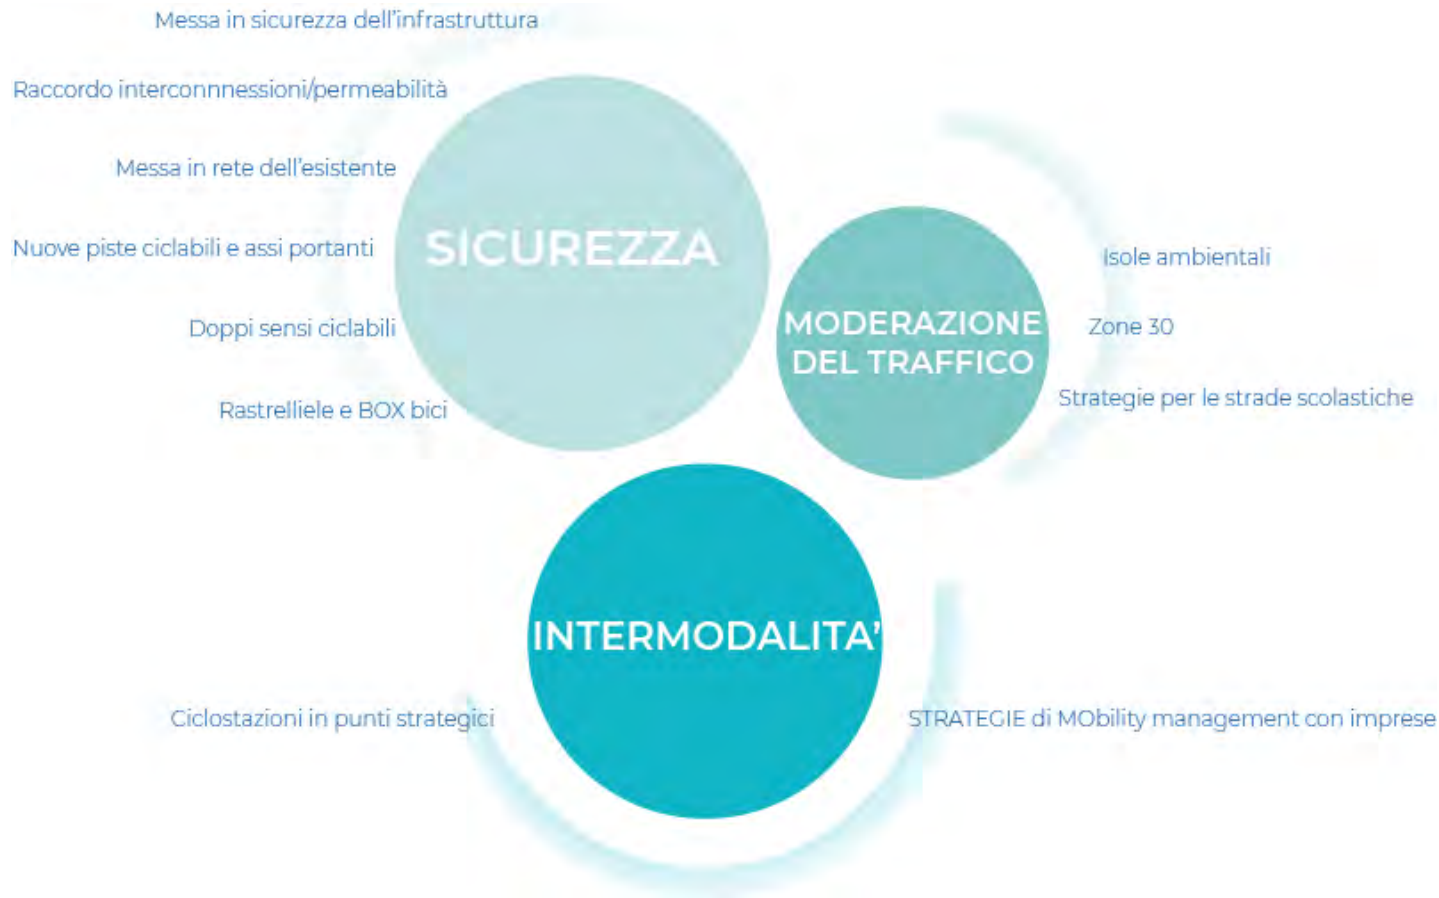 Messa in sicurezza dell'infrastruttura
Raccordo interconnnessioni/permeabilità
Messa in rete dell'esistente
Nuove piste ciclabili e assi portanti
Doppi sensi ciclabili
Rastrelliele e BOX bici
SICUREZZA
MODERAZIONE
DEL TRAFFICO
Isole ambientali
Zone 30
Strategie per le strade scolastiche
INTERMODALITA'
Ciclostazioni in punti strategici
STRATEGIE di MObility management con imprese